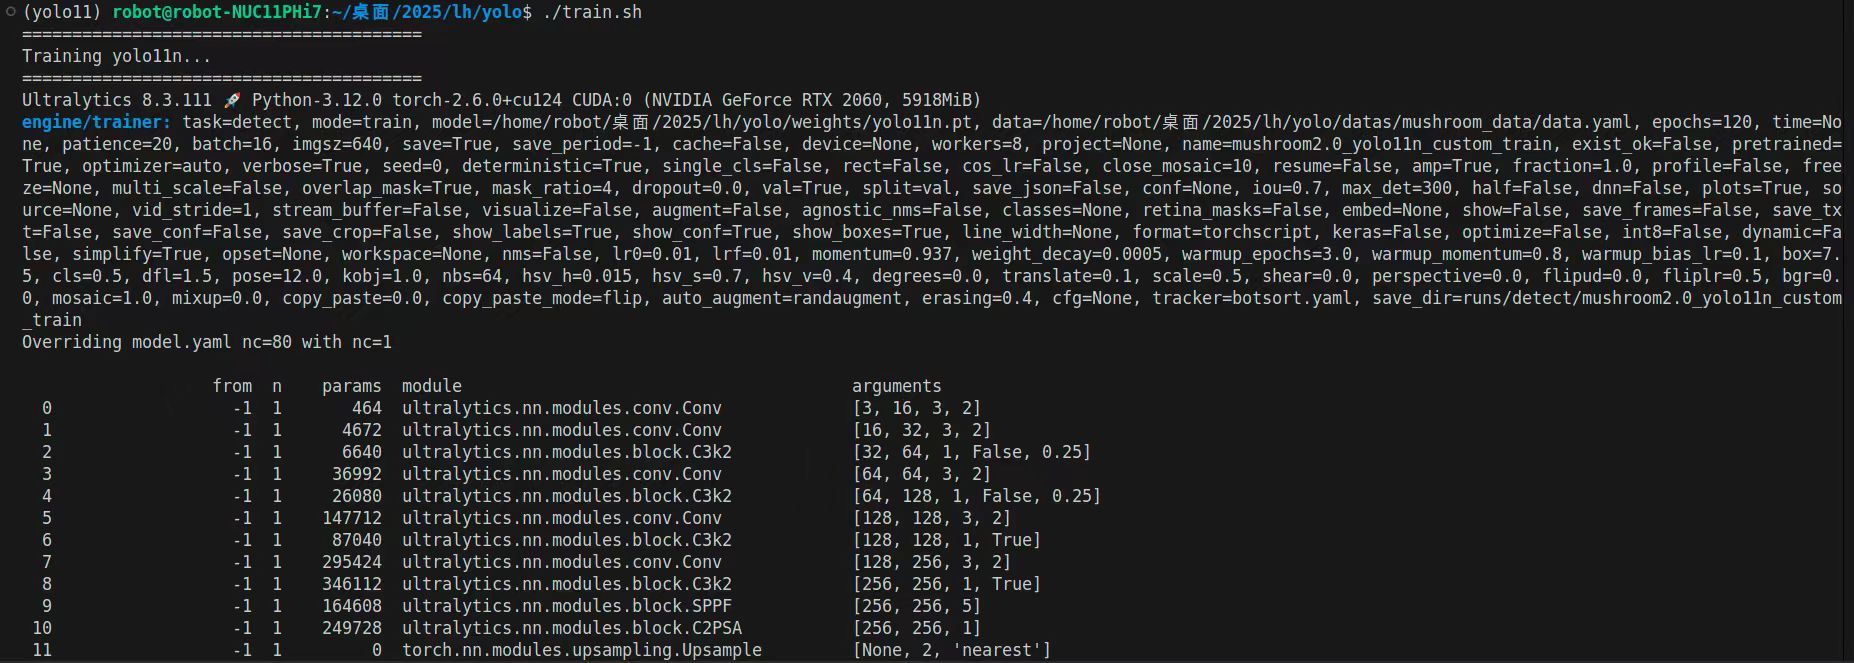 (yolo11) robot@robot-NUC11PHi7:~/桌面/2025/lh/yolo$ ./train.sh
========================================
Training yolo11n...
========================================
Ultralytics 8.3.111 🚀 Python-3.12.0 torch-2.6.0+cu124 CUDA:0 (NVIDIA GeForce RTX 2060, 5918MiB)
engine/trainer: task=detect, mode=train, model=/home/robot/桌面/2025/lh/yolo/weights/yolo11n.pt, data=/home/robot/桌面/2025/lh/yolo/datas/mushroom_data/data.yaml, epochs=120, time=No
ne, patience=20, batch=16, imgsz=640, save=True, save_period=-1, cache=False, device=None, workers=8, project=None, name=mushroom2.0_yolo11n_custom_train, exist_ok=False, pretrained=
True, optimizer=auto, verbose=True, seed=0, deterministic=True, single_cls=False, rect=False, cos_lr=False, close_mosaic=10, resume=False, amp=True, fraction=1.0, profile=False, free
ze=None, multi_scale=False, overlap_mask=True, mask_ratio=4, dropout=0.0, val=True, split=val, save_json=False, conf=None, iou=0.7, max_det=300, half=False, dnn=False, plots=True, so
urce=None, vid_stride=1, stream_buffer=False, visualize=False, augment=False, agnostic_nms=False, classes=None, retina_masks=False, embed=None, show=False, save_frames=False, save_tx
t=False, save_conf=False, save_crop=False, show_labels=True, show_conf=True, show_boxes=True, line_width=None, format=torchscript, keras=False, optimize=False, int8=False, dynamic=Fa
lse, simplify=True, opset=None, workspace=None, nms=False, lr0=0.01, lrf=0.01, momentum=0.937, weight_decay=0.0005, warmup_epochs=3.0, warmup_momentum=0.8, warmup_bias_lr=0.1, box=7.
5, cls=0.5, dfl=1.5, pose=12.0, kobj=1.0, nbs=64, hsv_h=0.015, hsv_s=0.7, hsv_v=0.4, degrees=0.0, translate=0.1, scale=0.5, shear=0.0, perspective=0.0, flipud=0.0, fliplr=0.5, bgr=0.
0, mosaic=1.0, mixup=0.0, copy_paste=0.0, copy_paste_mode=flip, auto_augment=randaugment, erasing=0.4, cfg=None, tracker=botsort.yaml, save_dir=runs/detect/mushroom2.0_yolo11n_custom
_train
Overriding model.yaml nc=80 with nc=1
from n params module arguments
0 -1 1 464 ultralytics.nn.modules.conv.Conv [3, 16, 3, 2]
1 -1 1 4672 ultralytics.nn.modules.conv.Conv [16, 32, 3, 2]
2 -1 1 6640 ultralytics.nn.modules.block.C3k2 [32, 64, 1, False, 0.25]
3 -1 1 36992 ultralytics.nn.modules.conv.Conv [64, 64, 3, 2]
4 -1 1 26080 ultralytics.nn.modules.block.C3k2 [64, 128, 1, False, 0.25]
5 -1 1 147712 ultralytics.nn.modules.conv.Conv [128, 128, 3, 2]
6 -1 1 87040 ultralytics.nn.modules.block.C3k2 [128, 128, 1, True]
7 -1 1 295424 ultralytics.nn.modules.conv.Conv [128, 256, 3, 2]
8 -1 1 346112 ultralytics.nn.modules.block.C3k2 [256, 256, 1, True]
9 -1 1 164608 ultralytics.nn.modules.block.SPPF [256, 256, 5]
10 -1 1 249728 ultralytics.nn.modules.block.C2PSA [256, 256, 1]
11 -1 1 0 torch.nn.modules.upsampling.Upsample [None, 2, 'nearest']